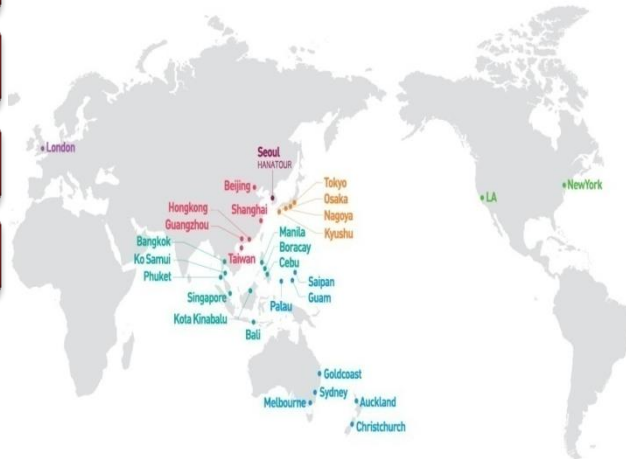 London
Seoul
HANATOUR
Beijing
Tokyo
Osaka
Nagoya
Kyushu
Hongkong
Shanghai
Guangzhou
Taiwan
Bangkok
Ko Samui
Phuket
Manila
Boracay
Cebu
Singapore
Kota Kinabalu
Saipan
Guam
Palau
Bali
LA
NewYork
Goldcoast
Sydney
Melbourne
Auckland
Christchurch